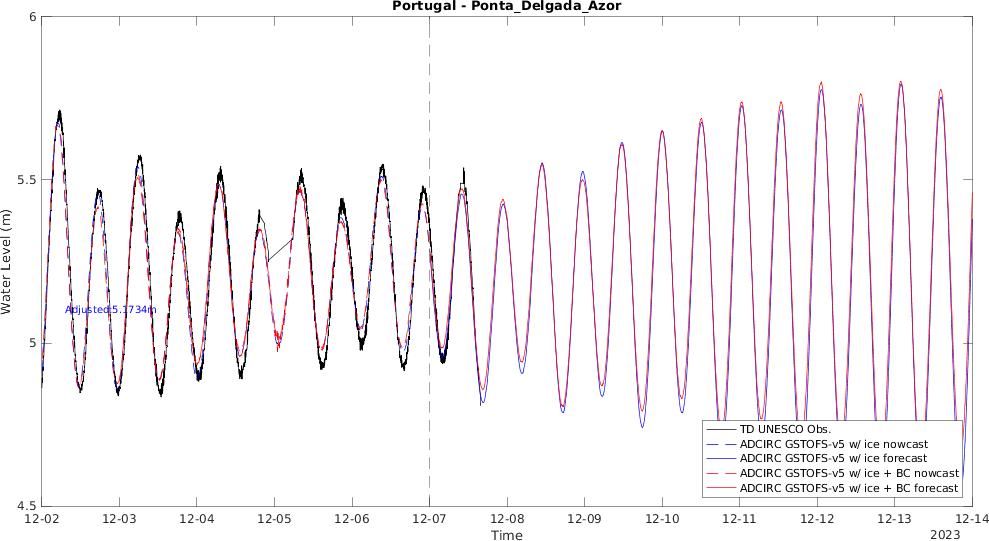 Portugal - Ponta_Delgada_Azor
6
5.5
5
4.5
Water Level (m)
Adjusted:5.1734m
TD UNESCO Obs.
ADCIRC GSTOFS-v5 w/ ice nowcast
ADCIRC GSTOFS-v5 w/ ice forecast
ADCIRC GSTOFS-v5 w/ ice + BC nowcast
ADCIRC GSTOFS-v5 w/ ice + BC forecast
12-02 12-03 12-04 12-05 12-06 12-07 12-08 12-09 12-10 12-11 12-12 12-13 12-14
Time
2023